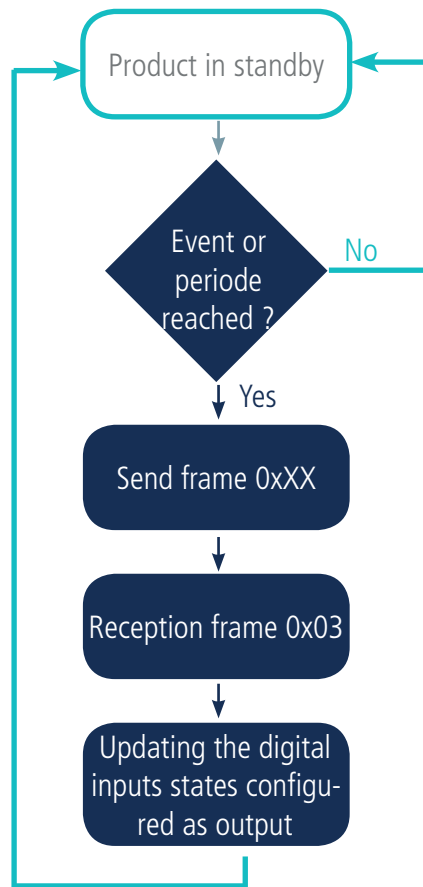 Product in standby
Event or
periode
reached ?
No
Yes
Send frame 0xXX
Reception frame 0x03
Updating the digital
inputs states configu-
red as output